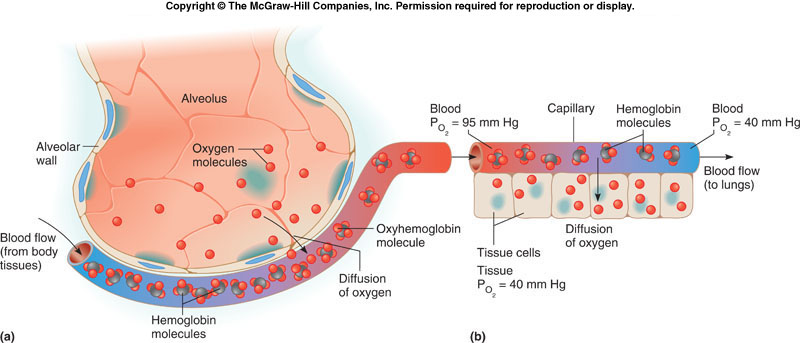 Copyright © The McGraw-Hill Companies, Inc. Permission required for reproduction or display.
Alveolus
Alveolar
wall
Oxygen
molecules
Blood flow
(from body
tissues)
Oxyhemoglobin
molecule
Diffusion
of oxygen
Hemoglobin
molecules
(a)
Blood
PO2 = 95 mm Hg
Capillary
Hemoglobin
molecules
Blood
PO2 = 40 mm Hg
Blood flow
(to lungs)
Diffusion
of oxygen
Tissue cells
Tissue
PO2 = 40 mm Hg
(b)